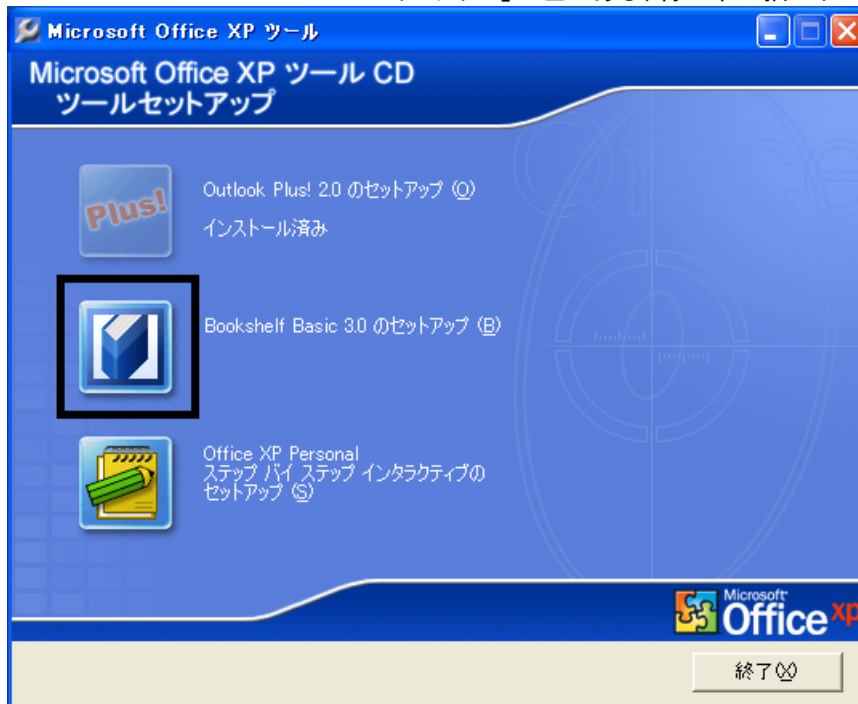 Microsoft Office XP ツール
Microsoft Office XP ツール CD
ツールセットアップ
Plus!
Outlook Plus! 2.0 のセットアップ (O)
インストール済み
Bookshelf Basic 3.0 のセットアップ (B)
Office XP Personal
ステップ バイ ステップ インタラクティブの
セットアップ (S)
Office
Microsoft
Office xp
終了(X)